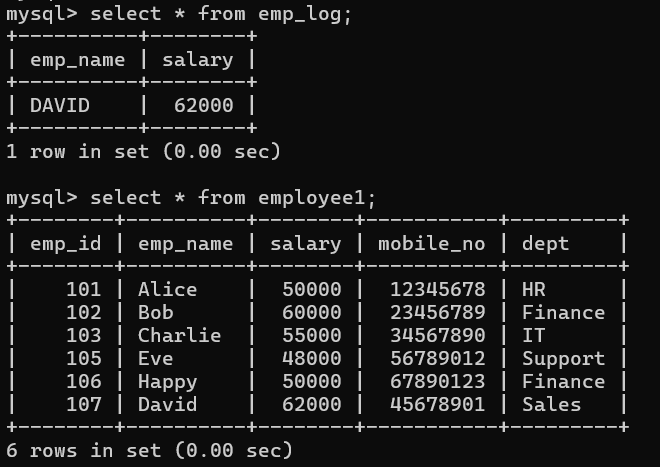 mysql> select * from emp_log;
+----------+--------+
| emp_name | salary |
+----------+--------+
| DAVID    |  62000 |
+----------+--------+
1 row in set (0.00 sec)

mysql> select * from employee1;
+--------+----------+--------+-----------+---------+
| emp_id | emp_name | salary | mobile_no | dept    |
+--------+----------+--------+-----------+---------+
|    101 | Alice    |  50000 |  12345678 | HR      |
|    102 | Bob      |  60000 |  23456789 | Finance |
|    103 | Charlie  |  55000 |  34567890 | IT      |
|    105 | Eve      |  48000 |  56789012 | Support |
|    106 | Happy    |  50000 |  67890123 | Finance |
|    107 | David    |  62000 |  45678901 | Sales   |
+--------+----------+--------+-----------+---------+
6 rows in set (0.00 sec)